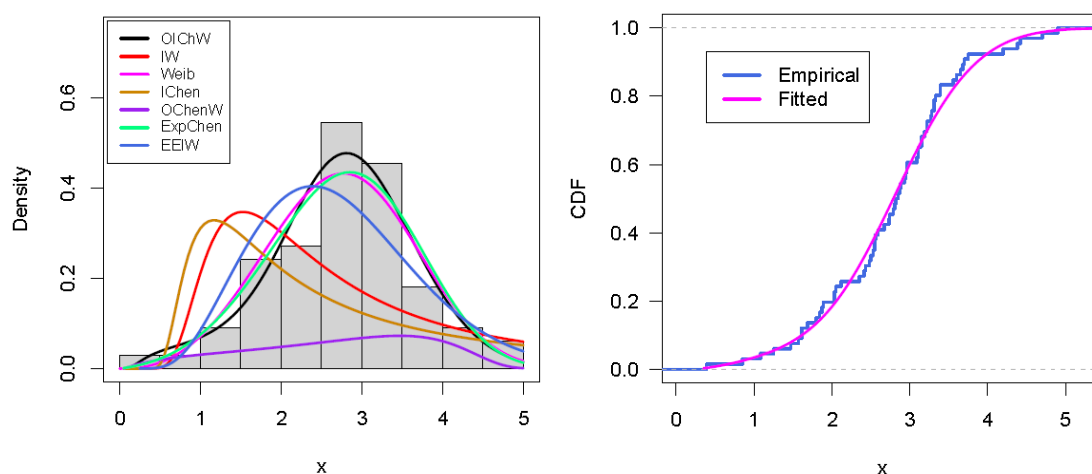 OIChW
IW
Weib
IChen
OChenW
ExpChen
EEIW
Density
0.0
0.2
0.4
0.6
0 1 2 3 4 5
x
Empirical
Fitted
CDF
0.0
0.2
0.4
0.6
0.8
1.0
0 1 2 3 4 5
x